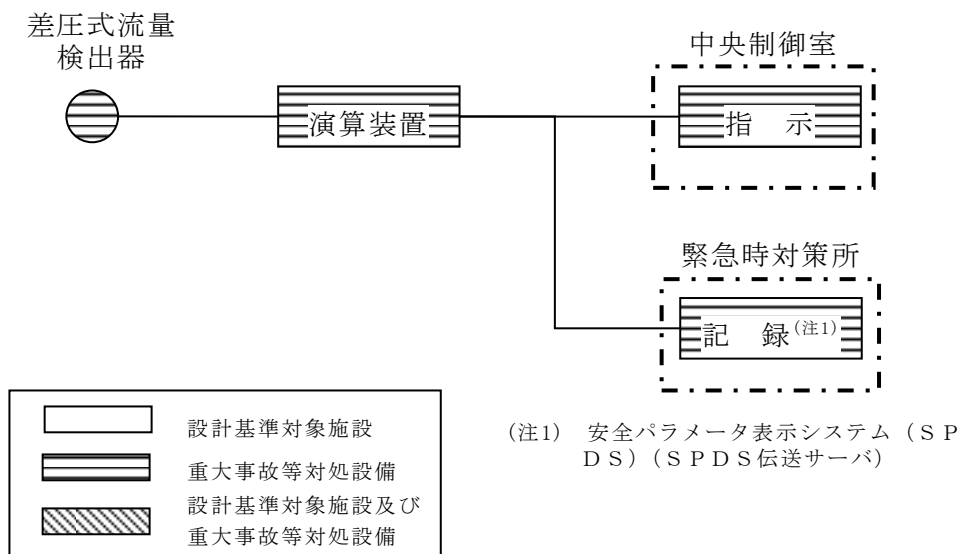 差圧式流量
検出器
演算装置
中央制御室
指　示
緊急時対策所
記　録(注1)
(注1)　安全パラメータ表示システム（ＳＰ
ＤＳ）（ＳＰＤＳ伝送サーバ）
設計基準対象施設
重大事故等対処設備
設計基準対象施設及び
重大事故等対処設備